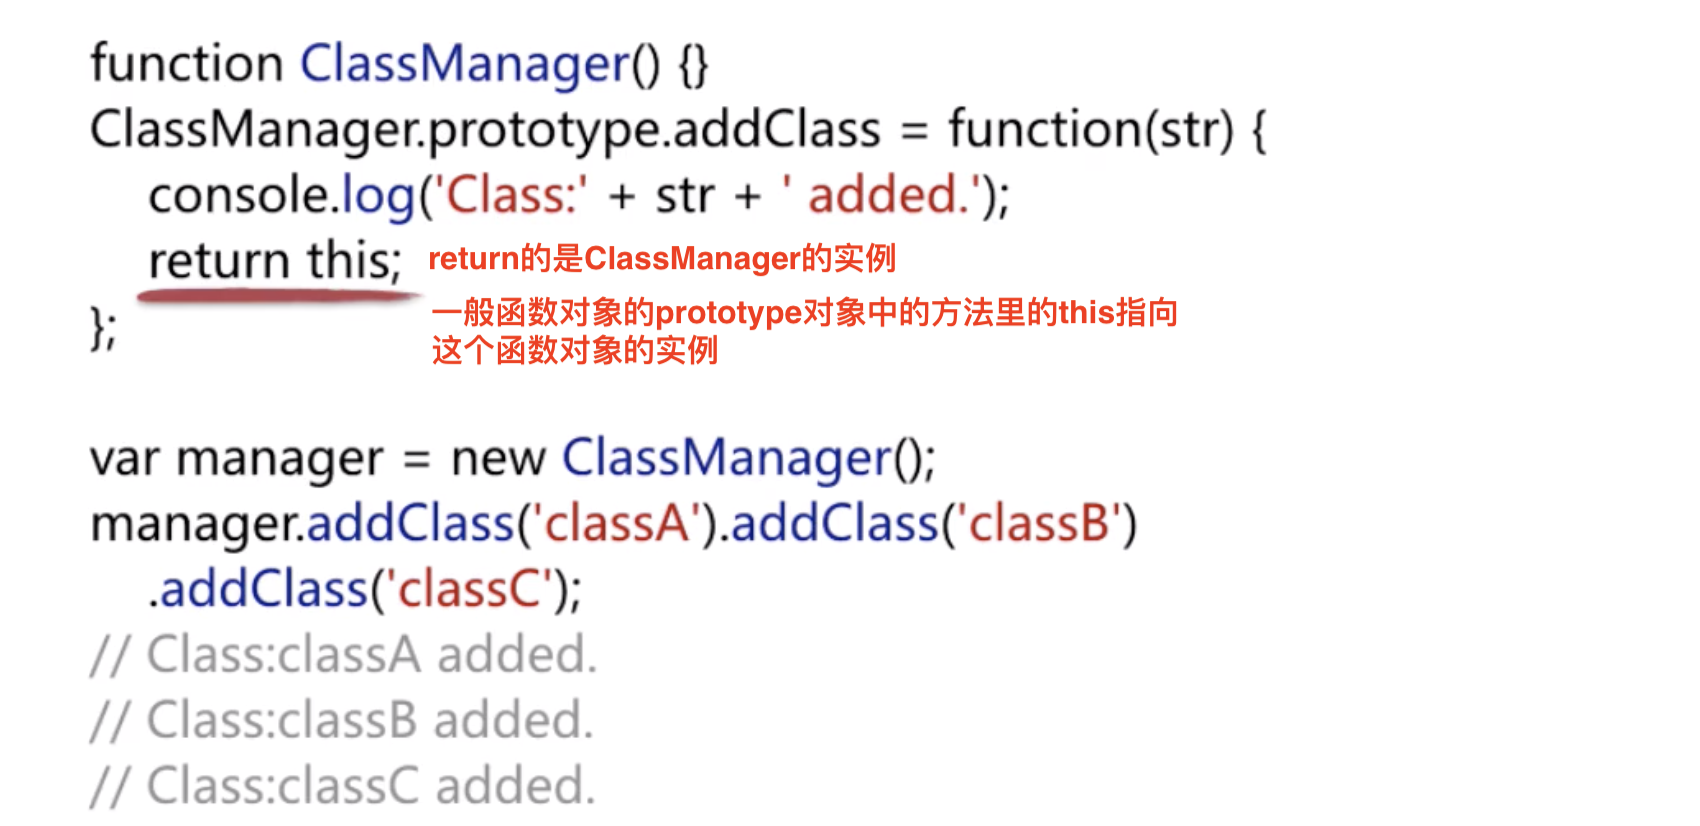 function ClassManager() {}
ClassManager.prototype.addClass = function(str) {
console.log('Class:' + str + ' added.');
return this; return的是ClassManager的实例
一般函数对象的prototype对象中的方法里的this指向
这个函数对象的实例
};
var manager = new ClassManager();
manager.addClass('classA').addClass('classB')
.addClass('classC');
// Class:classA added.
// Class:classB added.
// Class:classC added.